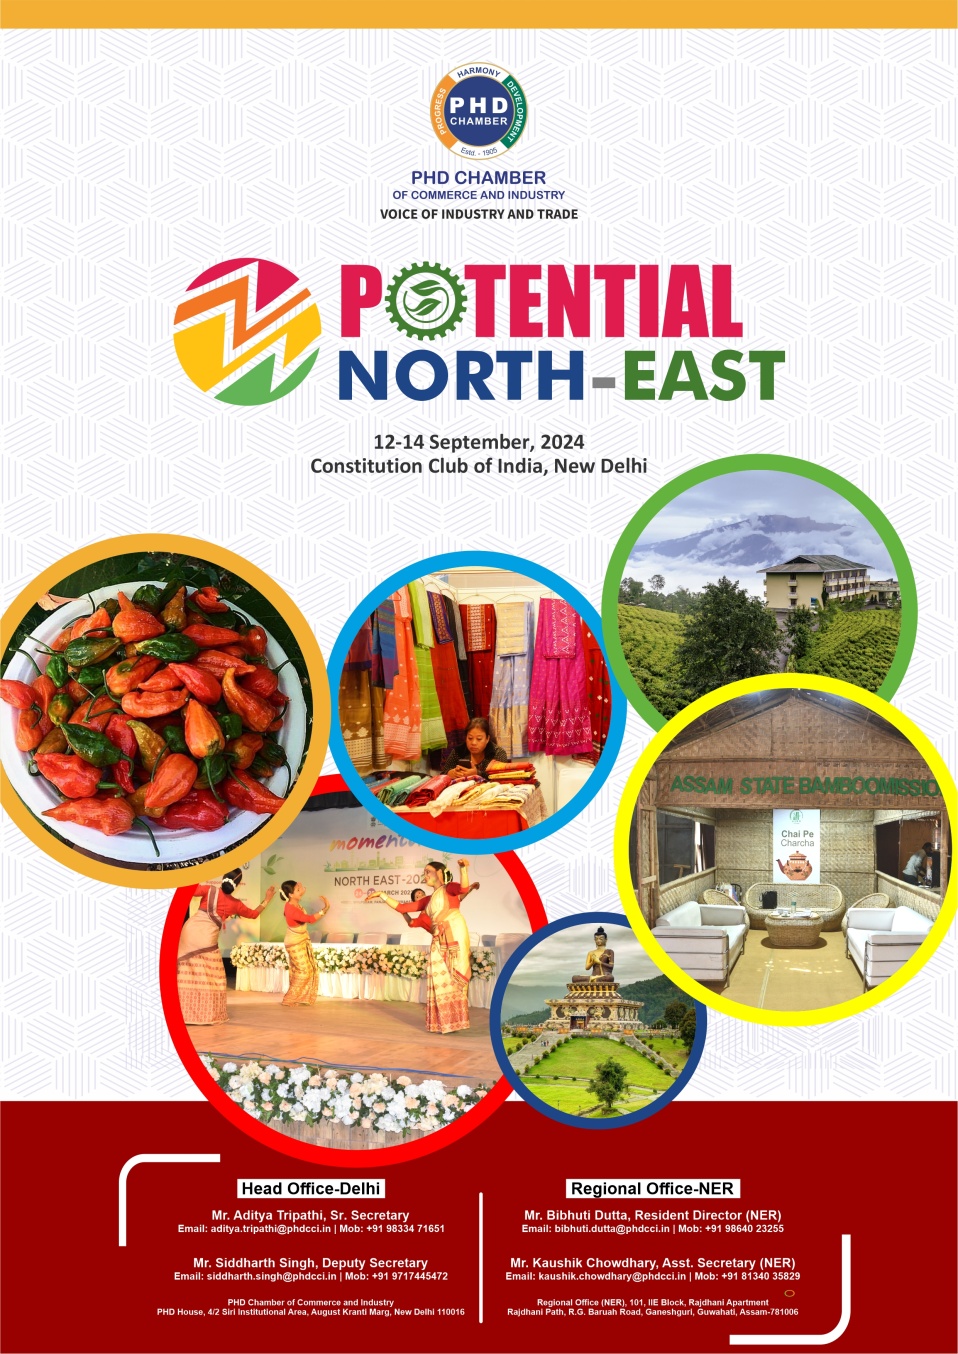 HARMONY
PROGRESS
DEVELOPMENT
PHD
CHAMBER
Estd. - 1905
PHD CHAMBER
OF COMMERCE AND INDUSTRY
VOICE OF INDUSTRY AND TRADE
POTENTIAL
NORTH-EAST
12-14 September, 2024
Constitution Club of India, New Delhi
ASSAM STATE BAMBOO MISSIO
Chai Pe
Charcha
NORTH EAST-202
Head Office-Delhi
Mr. Aditya Tripathi, Sr. Secretary
Email: aditya.tripathi@phdcci.in | Mob: +91 98334 71651
Mr. Siddharth Singh, Deputy Secretary
Email: siddharth.singh@phdcci.in | Mob: +91 9717445472
PHD Chamber of Commerce and Industry
PHD House, 4/2 Siri Institutional Area, August Kranti Marg, New Delhi 110016
Regional Office-NER
Mr. Bibhuti Dutta, Resident Director (NER)
Email: bibhuti.dutta@phdcci.in | Mob: +91 98640 23255
Mr. Kaushik Chowdhary, Asst. Secretary (NER)
Email: kaushik.chowdhary@phdcci.in | Mob: +91 81340 35829
Regional Office (NER), 101, IIE Block, Rajdhani Apartment
Rajdhani Path, R.G. Baruah Road, Ganeshguri, Guwahati, Assam-781006